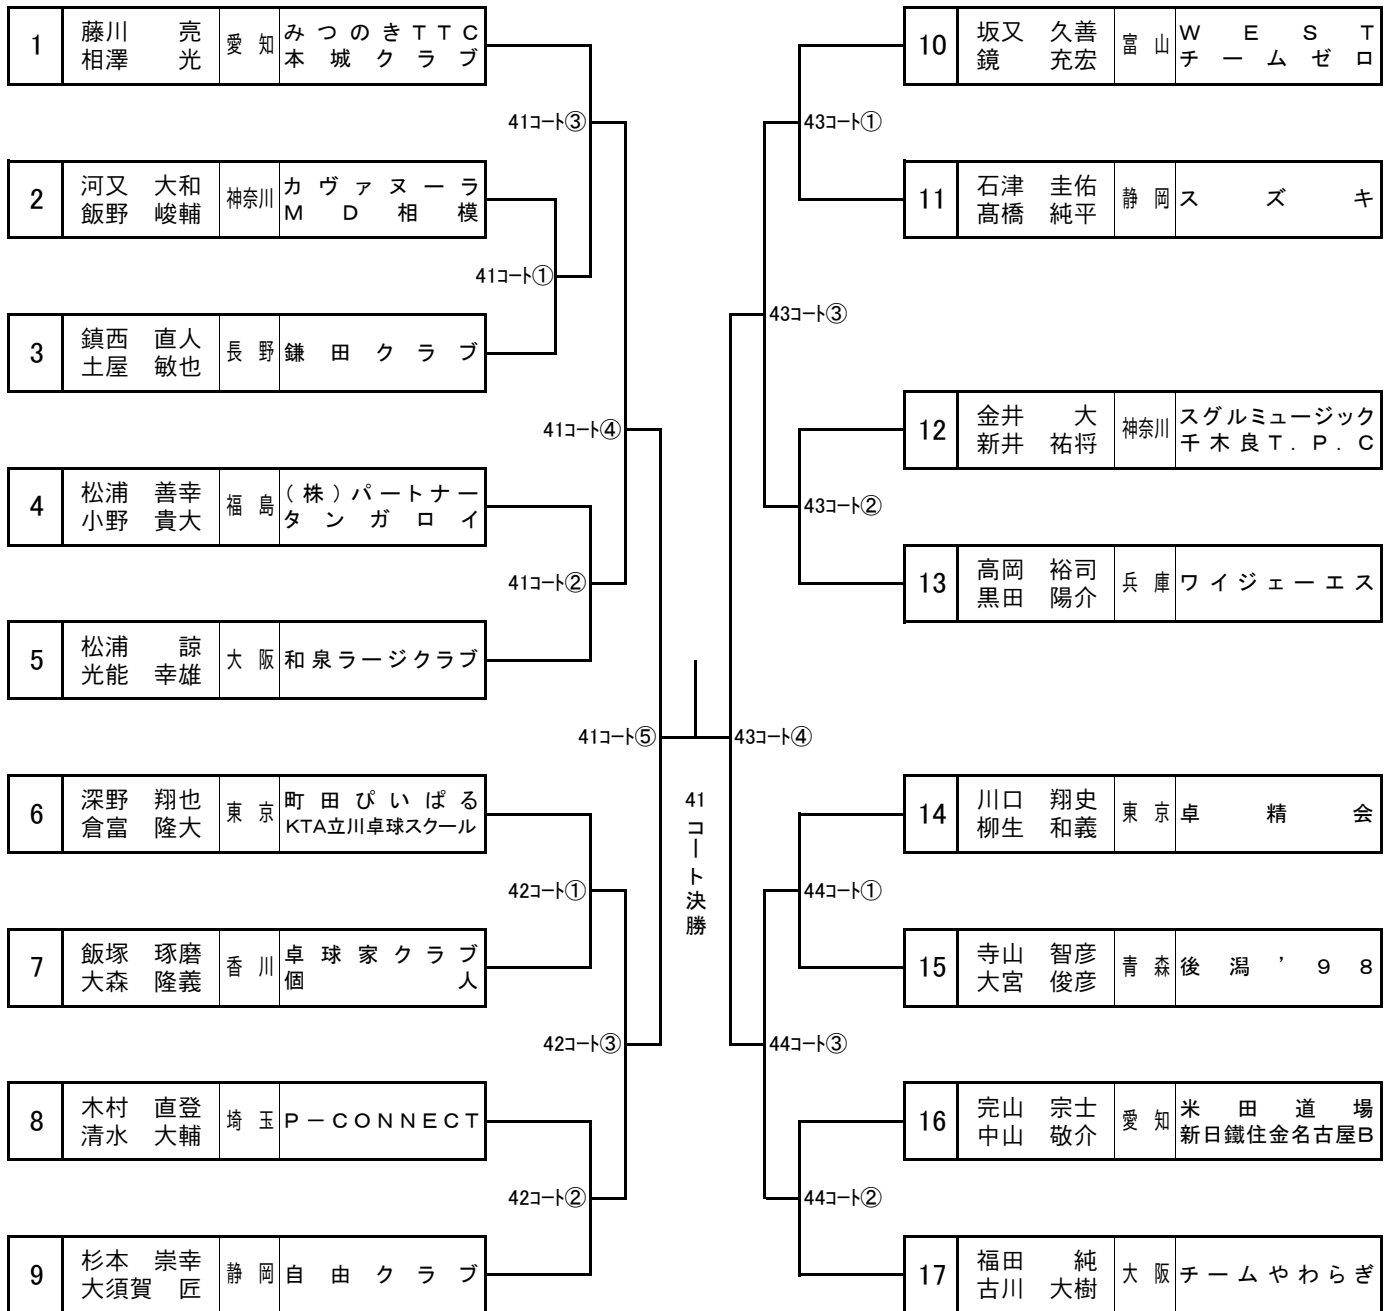 1
藤川 亮
相澤 光
愛知
みつのきTTC
本城クラブ
41コート③
2
河又 大和
飯野 峻輔
神奈川
カヴァヌーラ
MD相模
41コート①
3
鎮西 直人
土屋 敏也
長野
鎌田クラブ
41コート④
4
松浦 善幸
小野 貴大
福島
(株)パートナー
タンガロイ
41コート②
5
松浦 諒
光能 幸雄
大阪
和泉ラージクラブ
41コート⑤
6
深野 翔也
倉富 隆大
東京
町田ぴいぱる
KTA立川卓球スクール
42コート①
7
飯塚 琢磨
大森 隆義
香川
卓球家クラブ
個人
42コート③
8
木村 直登
清水 大輔
埼玉
P-CONNECT
42コート②
9
杉本 崇幸
大須賀 匠
静岡
自由クラブ
41コート決勝
10
坂又 久善
鏡 充宏
富山
WEST
チームゼロ
43コート①
11
石津 圭佑
髙橋 純平
静岡
スズキ
43コート③
12
金井 大
新井 祐将
神奈川
スグルミュージック
千木良T.P.C
43コート②
13
高岡 裕司
黒田 陽介
兵庫
ワイジェーエス
43コート④
14
川口 翔史
柳生 和義
東京
卓精会
44コート①
15
寺山 智彦
大宮 俊彦
青森
後潟’98
44コート③
16
完山 宗士
中山 敬介
愛知
米田道場
新日鐵住金名古屋B
44コート②
17
福田 純
古川 大樹
大阪
チームやわらぎ